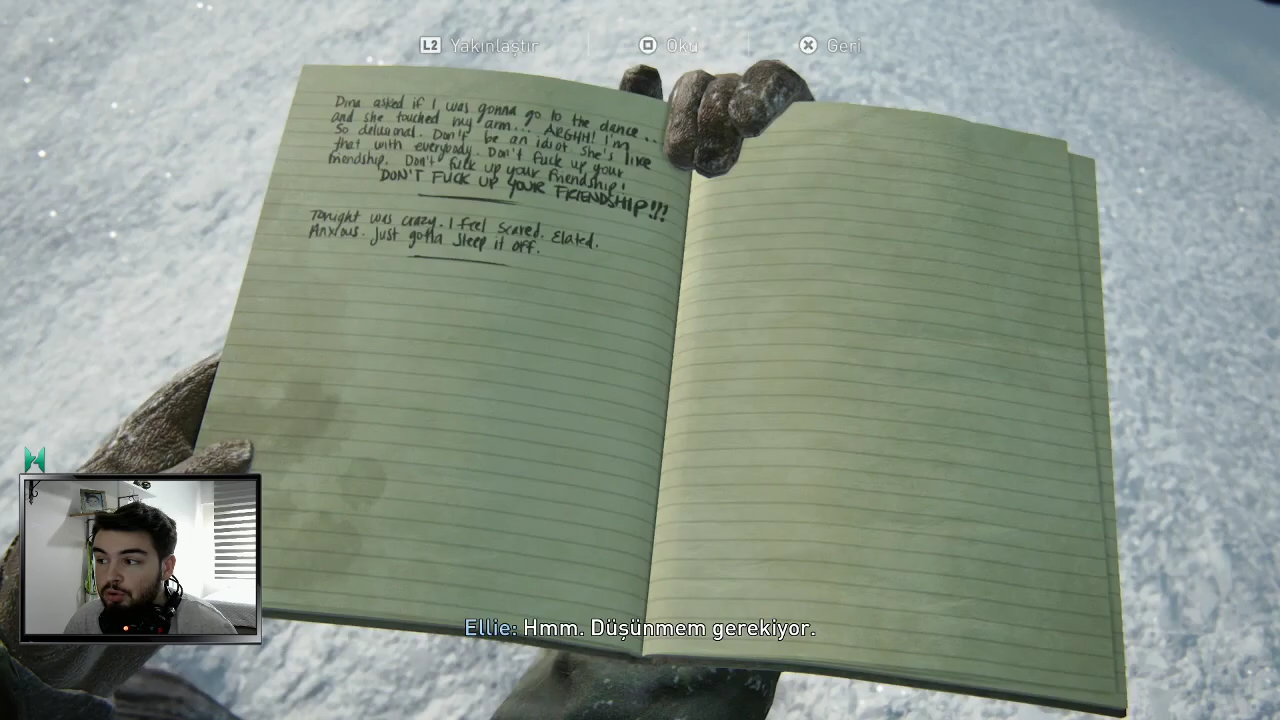 L2 Yakınlaştır Oku Geri
Dina asked if I was gonna go to the dance...
and she touched my arm... ARGHH! I'm
so delusional. Don't be an idiot she's like
that with everybody. Don't fuck up your
friendship. Don't fuck up your friendship!
DON'T FUCK UP YOUR FRIENDSHIP!!!
Tonight was crazy. I feel scared. Elated.
Anxious. Just gotta sleep it off.
Ellie: Hmm. Düşünmem gerekiyor.